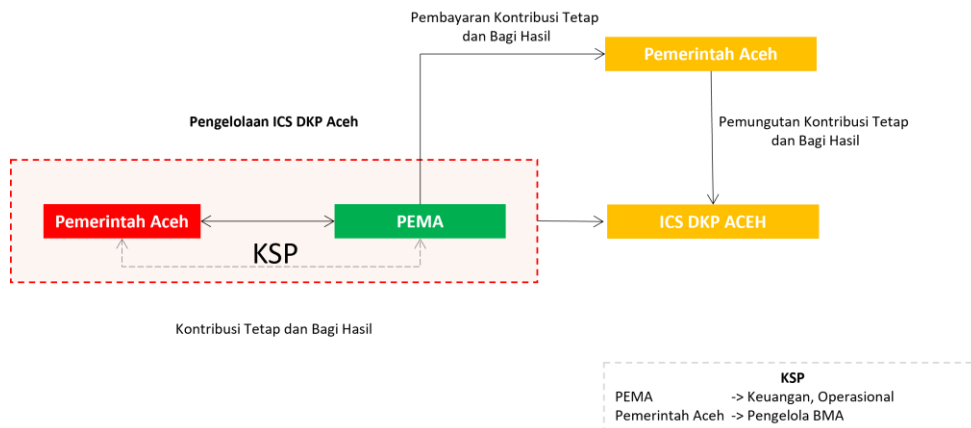 Pembayaran Kontribusi Tetap
dan Bagi Hasil
Pemerintah Aceh
Pengelolaan ICS DKP Aceh
Pemungutan Kontribusi Tetap
dan Bagi Hasil
Pemerintah Aceh
PEMA
ICS DKP ACEH
KSP
Kontribusi Tetap dan Bagi Hasil
KSP
PEMA -> Keuangan, Operasional
Pemerintah Aceh -> Pengelola BMA